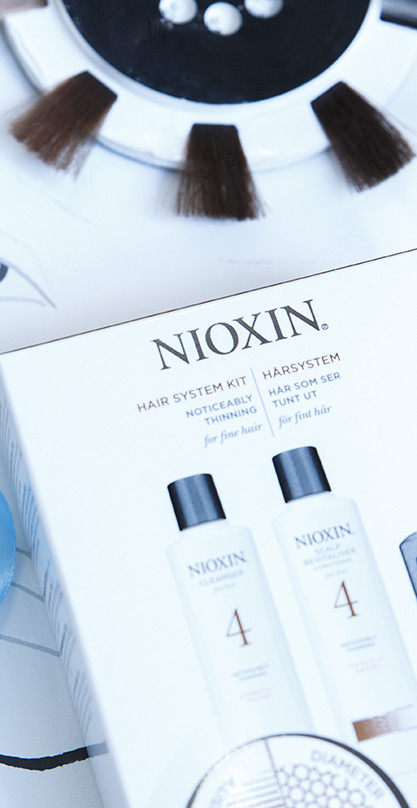 NIOXIN®
HAIR SYSTEM KIT
NOTICEABLY
THINNING
for fine hair
HÅRSYSTEM
HÅR SOM SER
TUNT UT
för fint hår
NIOXIN
CLEANSER
4
NIOXIN
SCALP
REVITALISER
4
DIAMETER